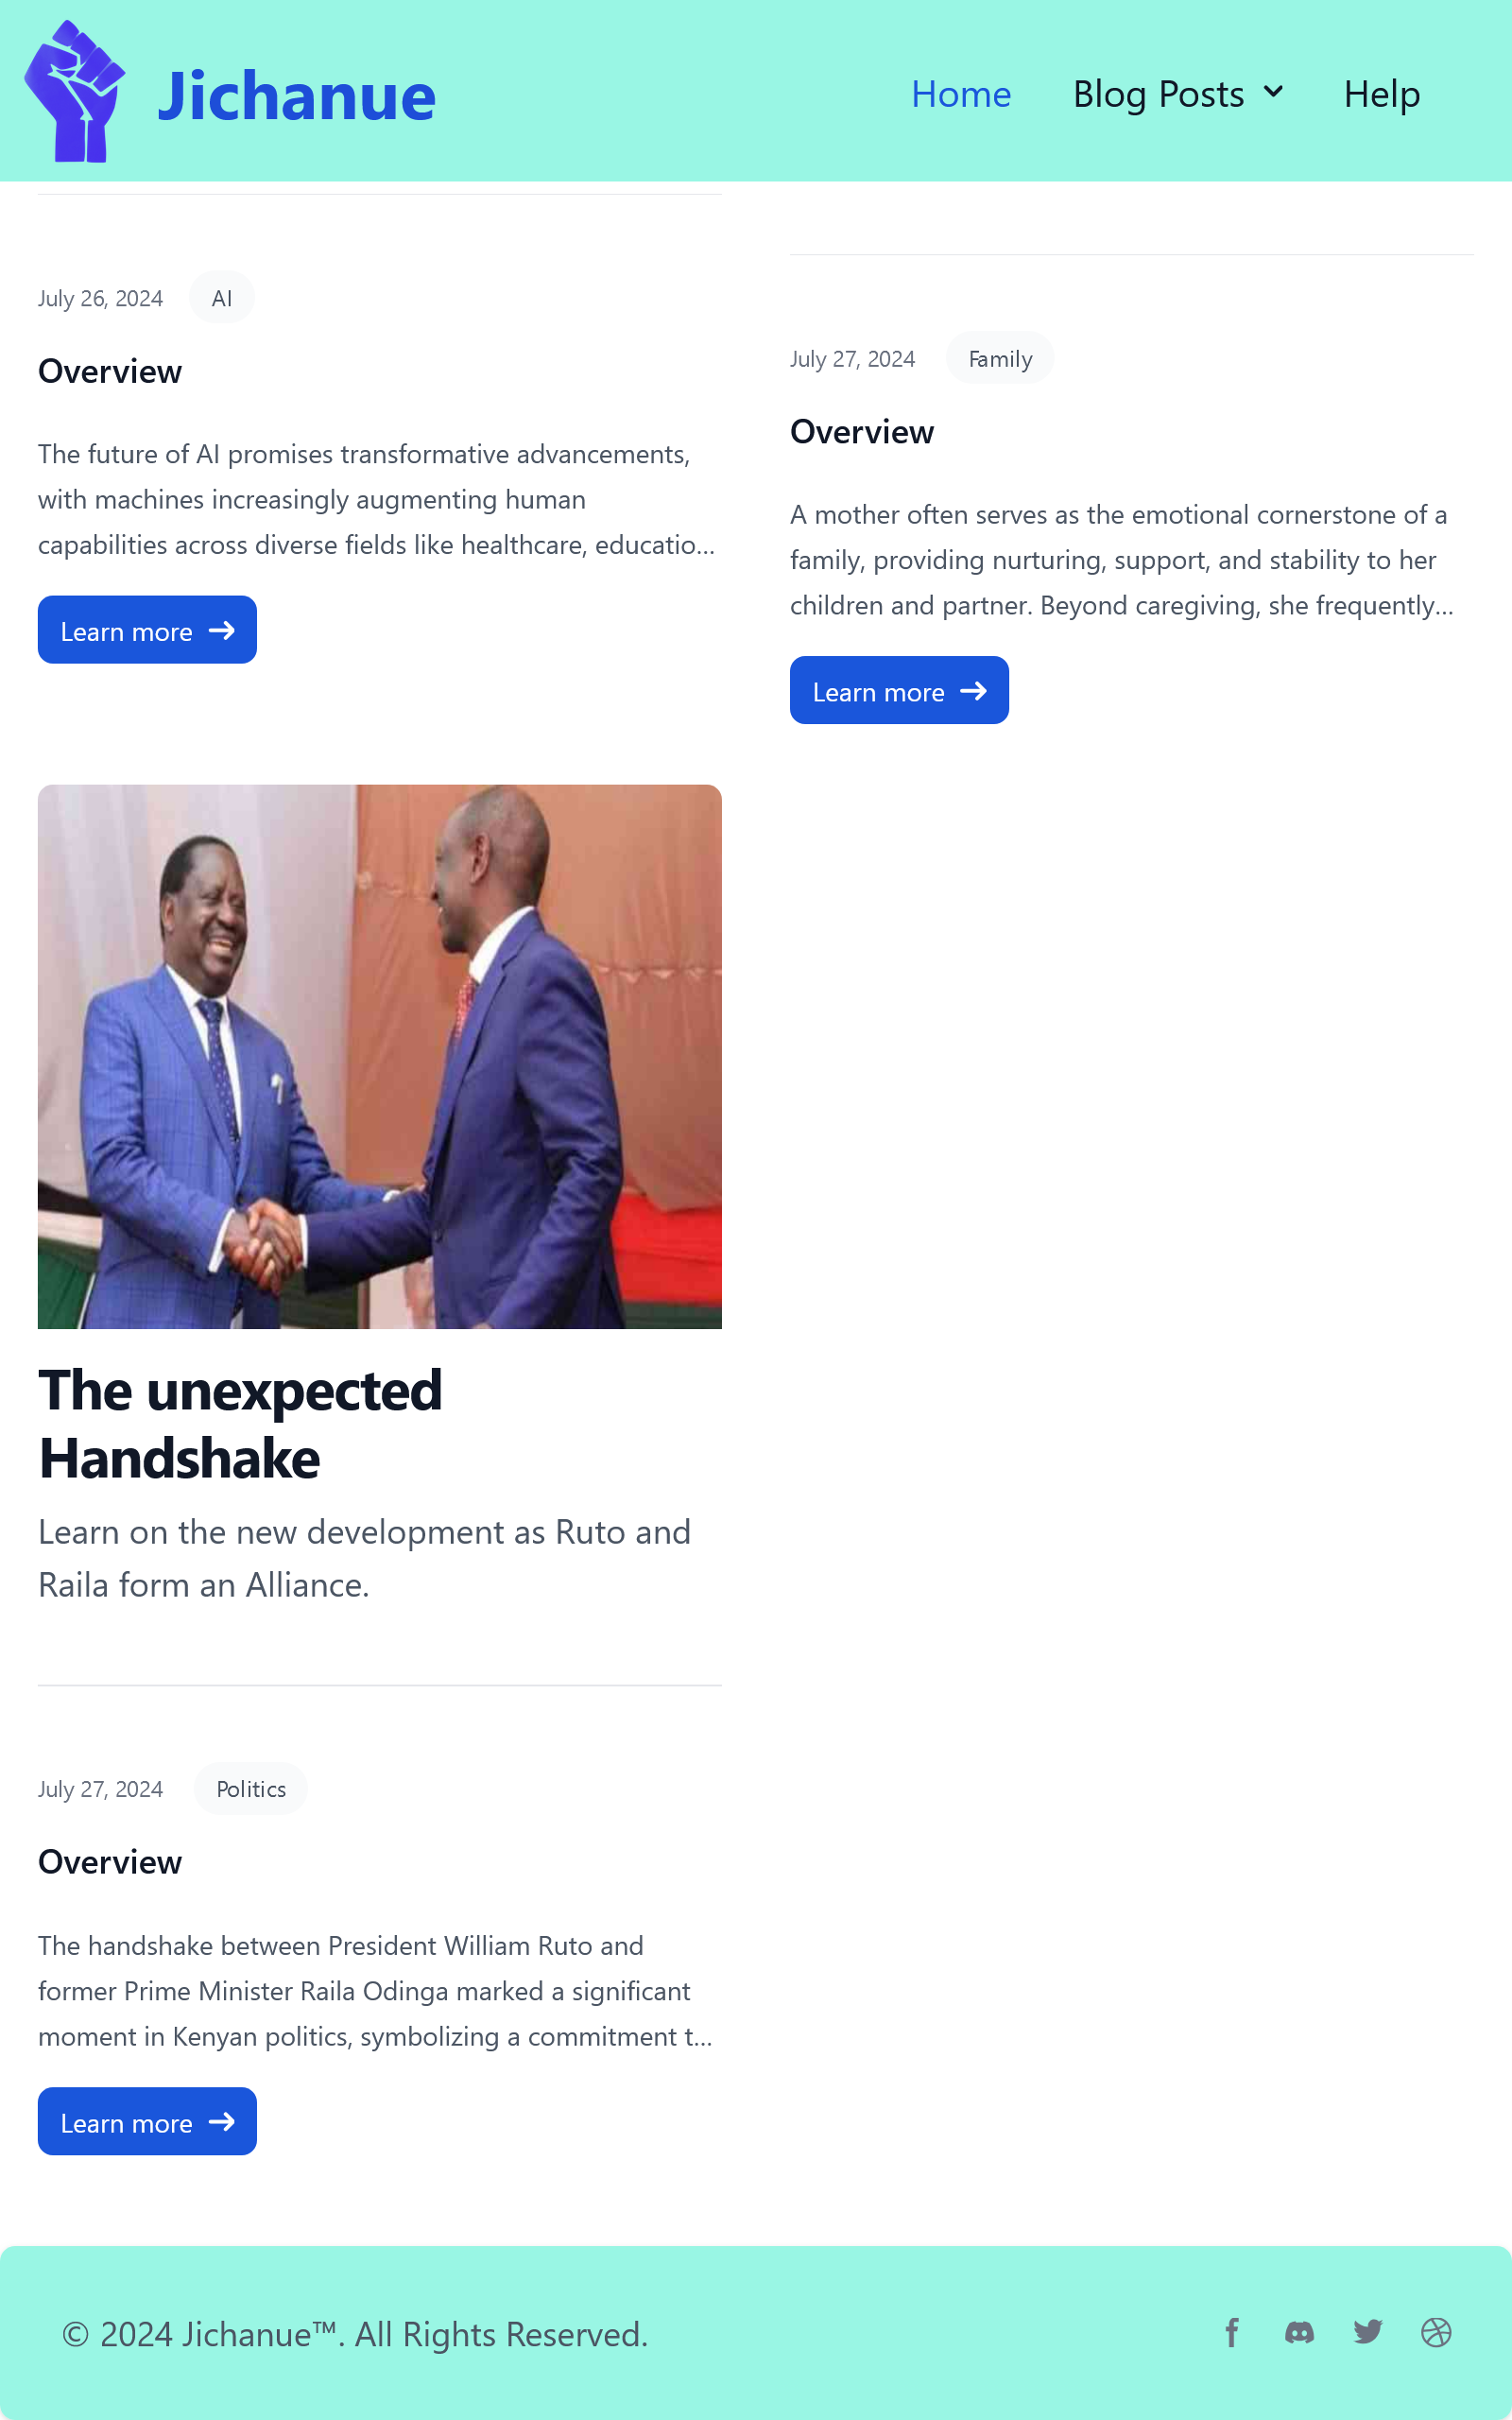 Jichanue
Home
Blog Posts
Help
July 26, 2024
AI
Overview
The future of AI promises transformative advancements,
with machines increasingly augmenting human
capabilities across diverse fields like healthcare, educatio...
Learn more
July 27, 2024
Family
Overview
A mother often serves as the emotional cornerstone of a
family, providing nurturing, support, and stability to her
children and partner. Beyond caregiving, she frequently...
Learn more
The unexpected
Handshake
Learn on the new development as Ruto and
Raila form an Alliance.
July 27, 2024
Politics
Overview
The handshake between President William Ruto and
former Prime Minister Raila Odinga marked a significant
moment in Kenyan politics, symbolizing a commitment t...
Learn more
© 2024 Jichanue™. All Rights Reserved.